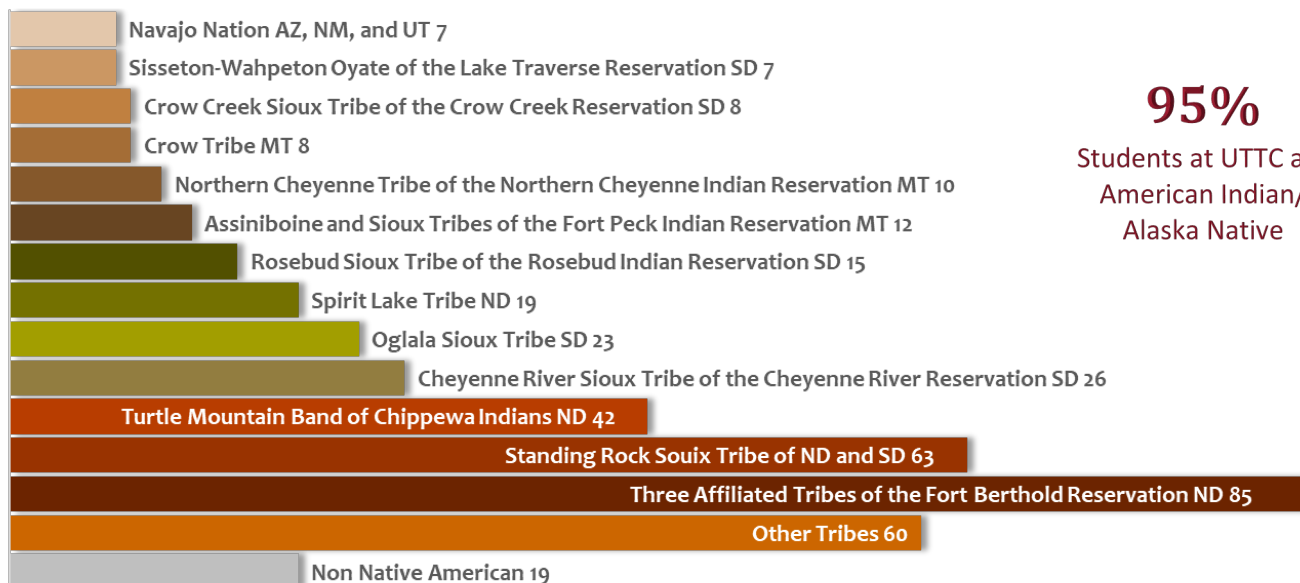 Navajo Nation AZ, NM, and UT 7
Sisseton-Wahpeton Oyate of the Lake Traverse Reservation SD 7
Crow Creek Sioux Tribe of the Crow Creek Reservation SD 8
Crow Tribe MT 8
Northern Cheyenne Tribe of the Northern Cheyenne Indian Reservation MT 10
Assiniboine and Sioux Tribes of the Fort Peck Indian Reservation MT 12
Rosebud Sioux Tribe of the Rosebud Indian Reservation SD 15
Spirit Lake Tribe ND 19
Oglala Sioux Tribe SD 23
Cheyenne River Sioux Tribe of the Cheyenne River Reservation SD 26
Turtle Mountain Band of Chippewa Indians ND 42
Standing Rock Souix Tribe of ND and SD 63
Three Affiliated Tribes of the Fort Berthold Reservation ND 85
Other Tribes 60
Non Native American 19
95%
Students at UTTC
American Indian/
Alaska Native